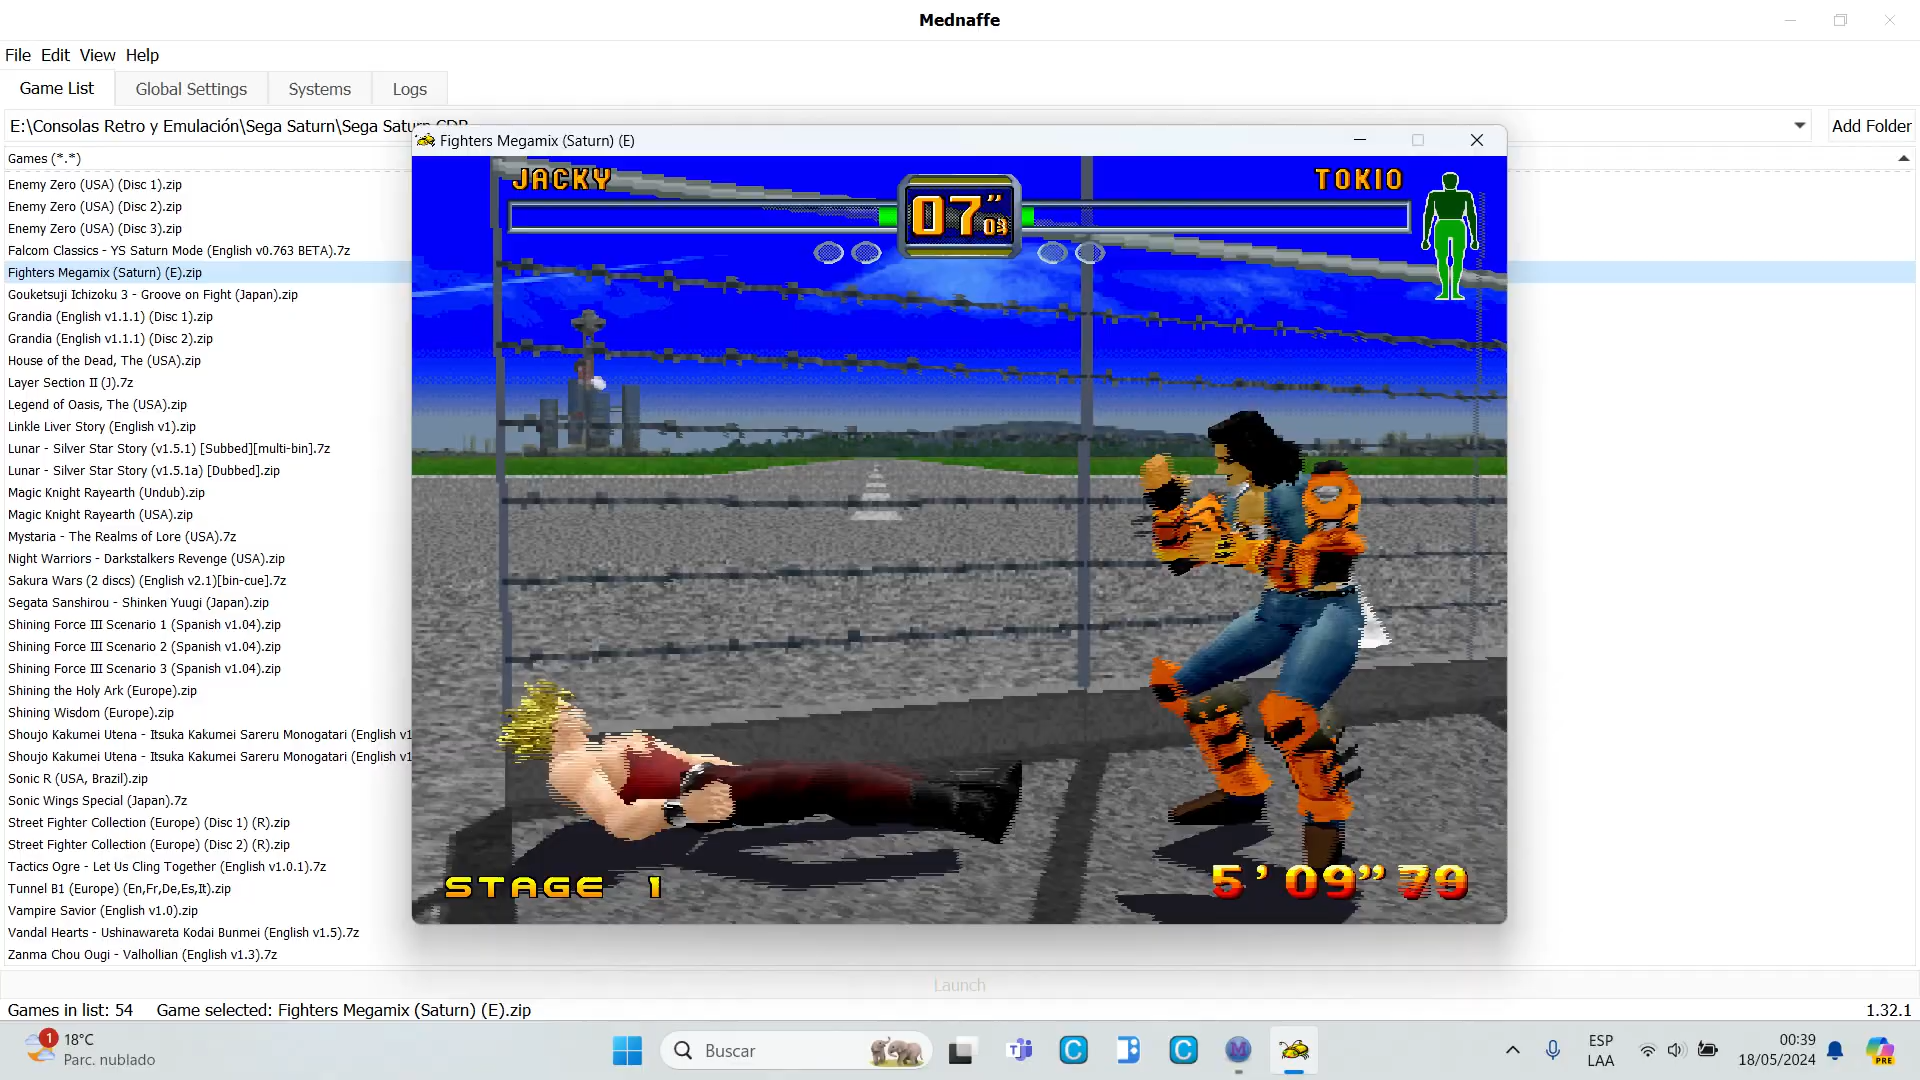 Mednaffe
File Edit View Help
Game List Global Settings Systems Logs
E:\Consolas Retro y Emulación\Sega Saturn\Sega Saturn CDR
Add Folder
Games (*.*)
Enemy Zero (USA) (Disc 1).zip
Enemy Zero (USA) (Disc 2).zip
Enemy Zero (USA) (Disc 3).zip
Falcom Classics - YS Saturn Mode (English v0.763 BETA).7z
Fighters Megamix (Saturn) (E).zip
Gouketsuji Ichizoku 3 - Groove on Fight (Japan).zip
Grandia (English v1.1.1) (Disc 1).zip
Grandia (English v1.1.1) (Disc 2).zip
House of the Dead, The (USA).zip
Layer Section II (J).7z
Legend of Oasis, The (USA).zip
Linkle Liver Story (English v1).zip
Lunar - Silver Star Story (v1.5.1) [Subbed][multi-bin].7z
Lunar - Silver Star Story (v1.5.1a) [Dubbed].zip
Magic Knight Rayearth (Undub).zip
Magic Knight Rayearth (USA).zip
Mystaria - The Realms of Lore (USA).7z
Night Warriors - Darkstalkers Revenge (USA).zip
Sakura Wars (2 discs) (English v2.1)[bin-cue].7z
Segata Sanshirou - Shinken Yuugi (Japan).zip
Shining Force III Scenario 1 (Spanish v1.04).zip
Shining Force III Scenario 2 (Spanish v1.04).zip
Shining Force III Scenario 3 (Spanish v1.04).zip
Shining the Holy Ark (Europe).zip
Shining Wisdom (Europe).zip
Shoujo Kakumei Utena - Itsuka Kakumei Sareru Monogatari (English v1
Shoujo Kakumei Utena - Itsuka Kakumei Sareru Monogatari (English v1
Sonic R (USA, Brazil).zip
Sonic Wings Special (Japan).7z
Street Fighter Collection (Europe) (Disc 1) (R).zip
Street Fighter Collection (Europe) (Disc 2) (R).zip
Tactics Ogre - Let Us Cling Together (English v1.0.1).7z
Tunnel B1 (Europe) (En,Fr,De,Es,It).zip
Vampire Savior (English v1.0).zip
Vandal Hearts - Ushinawareta Kodai Bunmei (English v1.5).7z
Zanma Chou Ougi - Valhollian (English v1.3).7z
Fighters Megamix (Saturn) (E)
JACKY
07"03
TOKIO
STAGE 1
5'09"79
Launch
Games in list: 54 Game selected: Fighters Megamix (Saturn) (E).zip
1.32.1
1
18°C
Parc. nublado
Buscar
ESP
LAA
00:39
18/05/2024
PRE